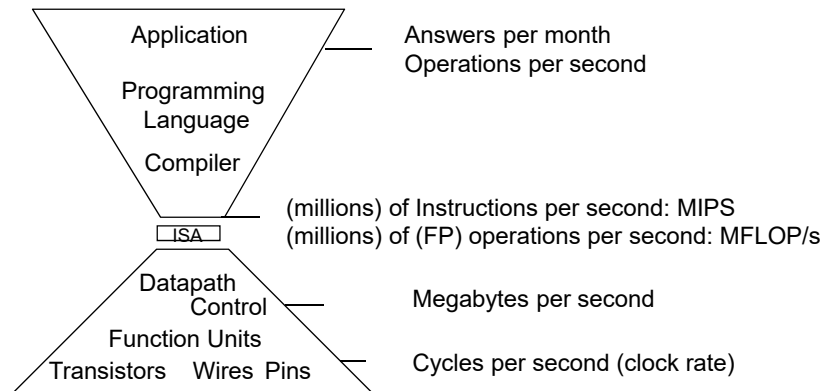 Application
Answers per month
Operations per second
Programming
Language
Compiler
(millions) of Instructions per second: MIPS
(millions) of (FP) operations per second: MFLOP/s
ISA
Datapath
Control
Megabytes per second
Function Units
Transistors Wires Pins
Cycles per second (clock rate)